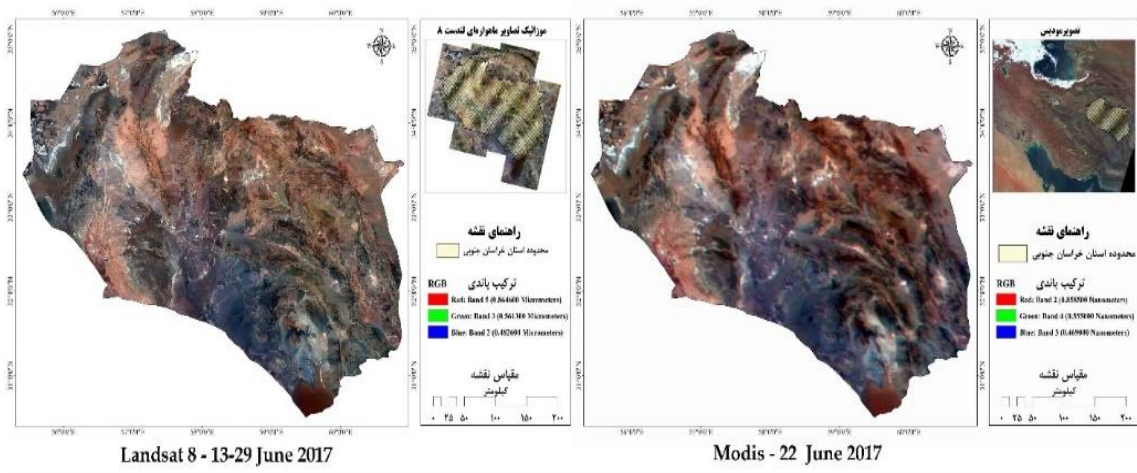 موزائیک تصاویر ماهواره‌ای لندست ۸
راهنمای نقشه
محدوده استان خراسان جنوبی
RGB ترکیب باندی
Red: Band 5 (0.864600 Micrometers)
Green: Band 3 (0.561300 Micrometers)
Blue: Band 2 (0.482600 Micrometers)
مقیاس نقشه
کیلومتر
۰ ۲۵ ۵۰ ۱۰۰ ۱۵۰ ۲۰۰
Landsat 8 - 13-29 June 2017
تصویر مودیس
راهنمای نقشه
محدوده استان خراسان جنوبی
RGB ترکیب باندی
Red: Band 2 (0.858500 Nanometers)
Green: Band 4 (0.555000 Nanometers)
Blue: Band 3 (0.469000 Nanometers)
مقیاس نقشه
کیلومتر
۰ ۲۵ ۵۰ ۱۰۰ ۱۵۰ ۲۰۰
Modis - 22 June 2017